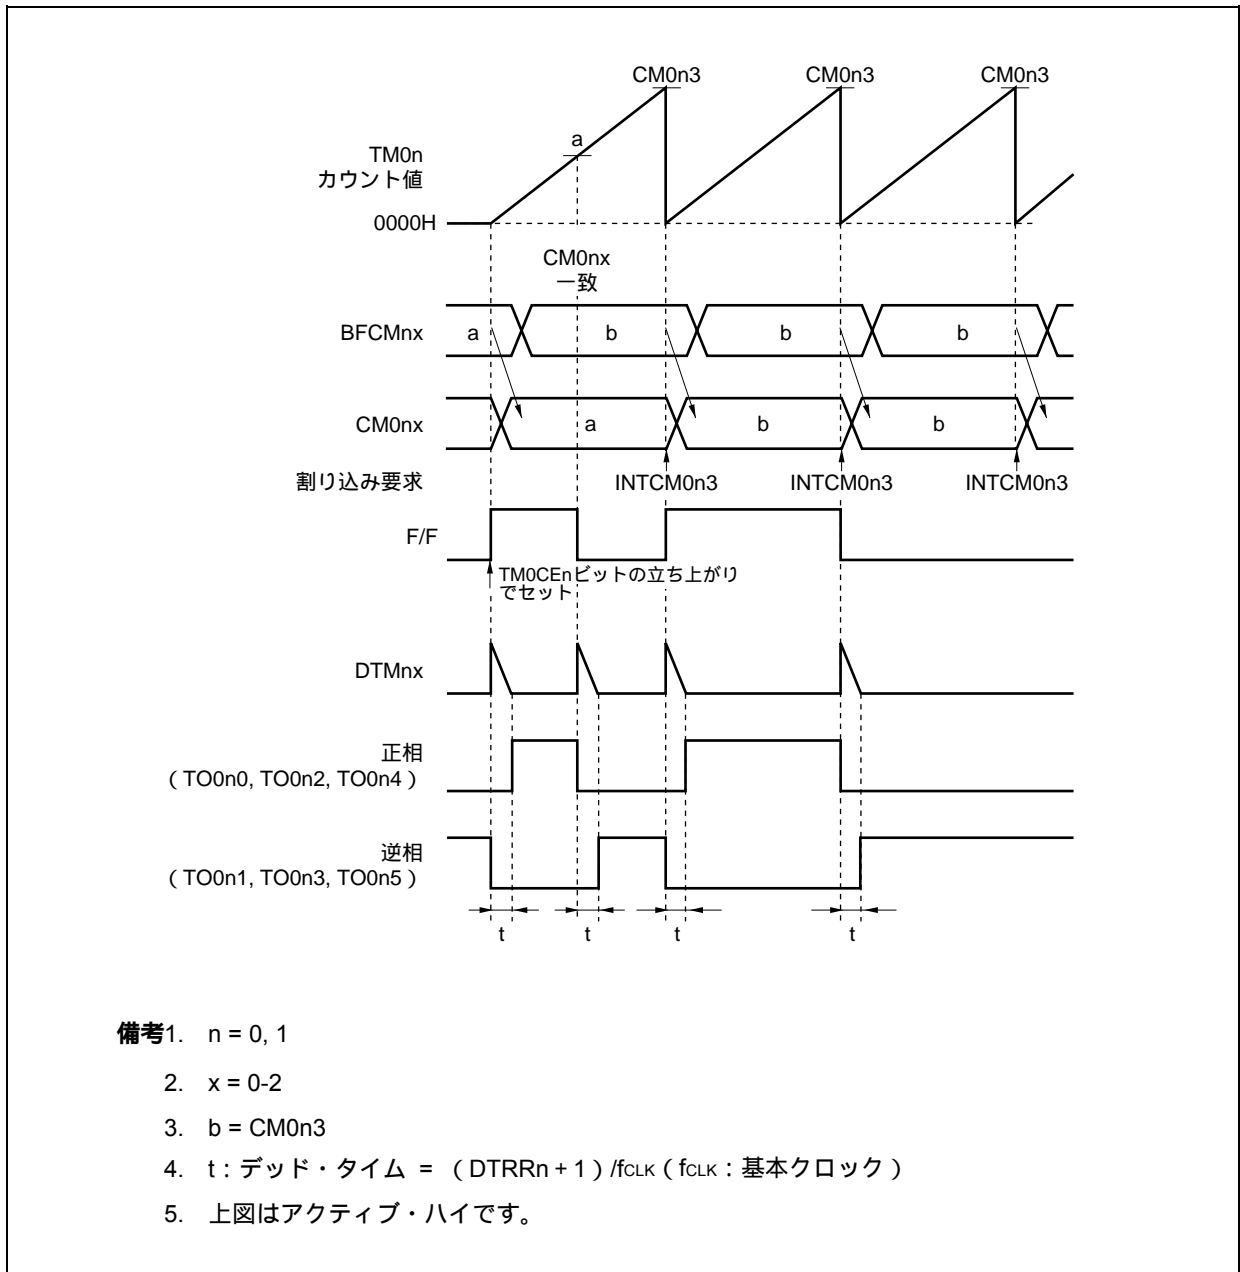 CM0n3 CM0n3 CM0n3
a
TM0n
カウント値
0000H
CM0nx
一致
BFCMnx a b b b
CM0nx a b b
割り込み要求 INTCM0n3 INTCM0n3 INTCM0n3
F/F
TM0CEnビットの立ち上がり
でセット
DTMnx
正相
（TO0n0, TO0n2, TO0n4）
逆相
（TO0n1, TO0n3, TO0n5）
t t t t
備考1. n = 0, 1
2. x = 0-2
3. b = CM0n3
4. t：デッド・タイム = （DTRRn + 1）/fCLK（fCLK：基本クロック）
5. 上図はアクティブ・ハイです。